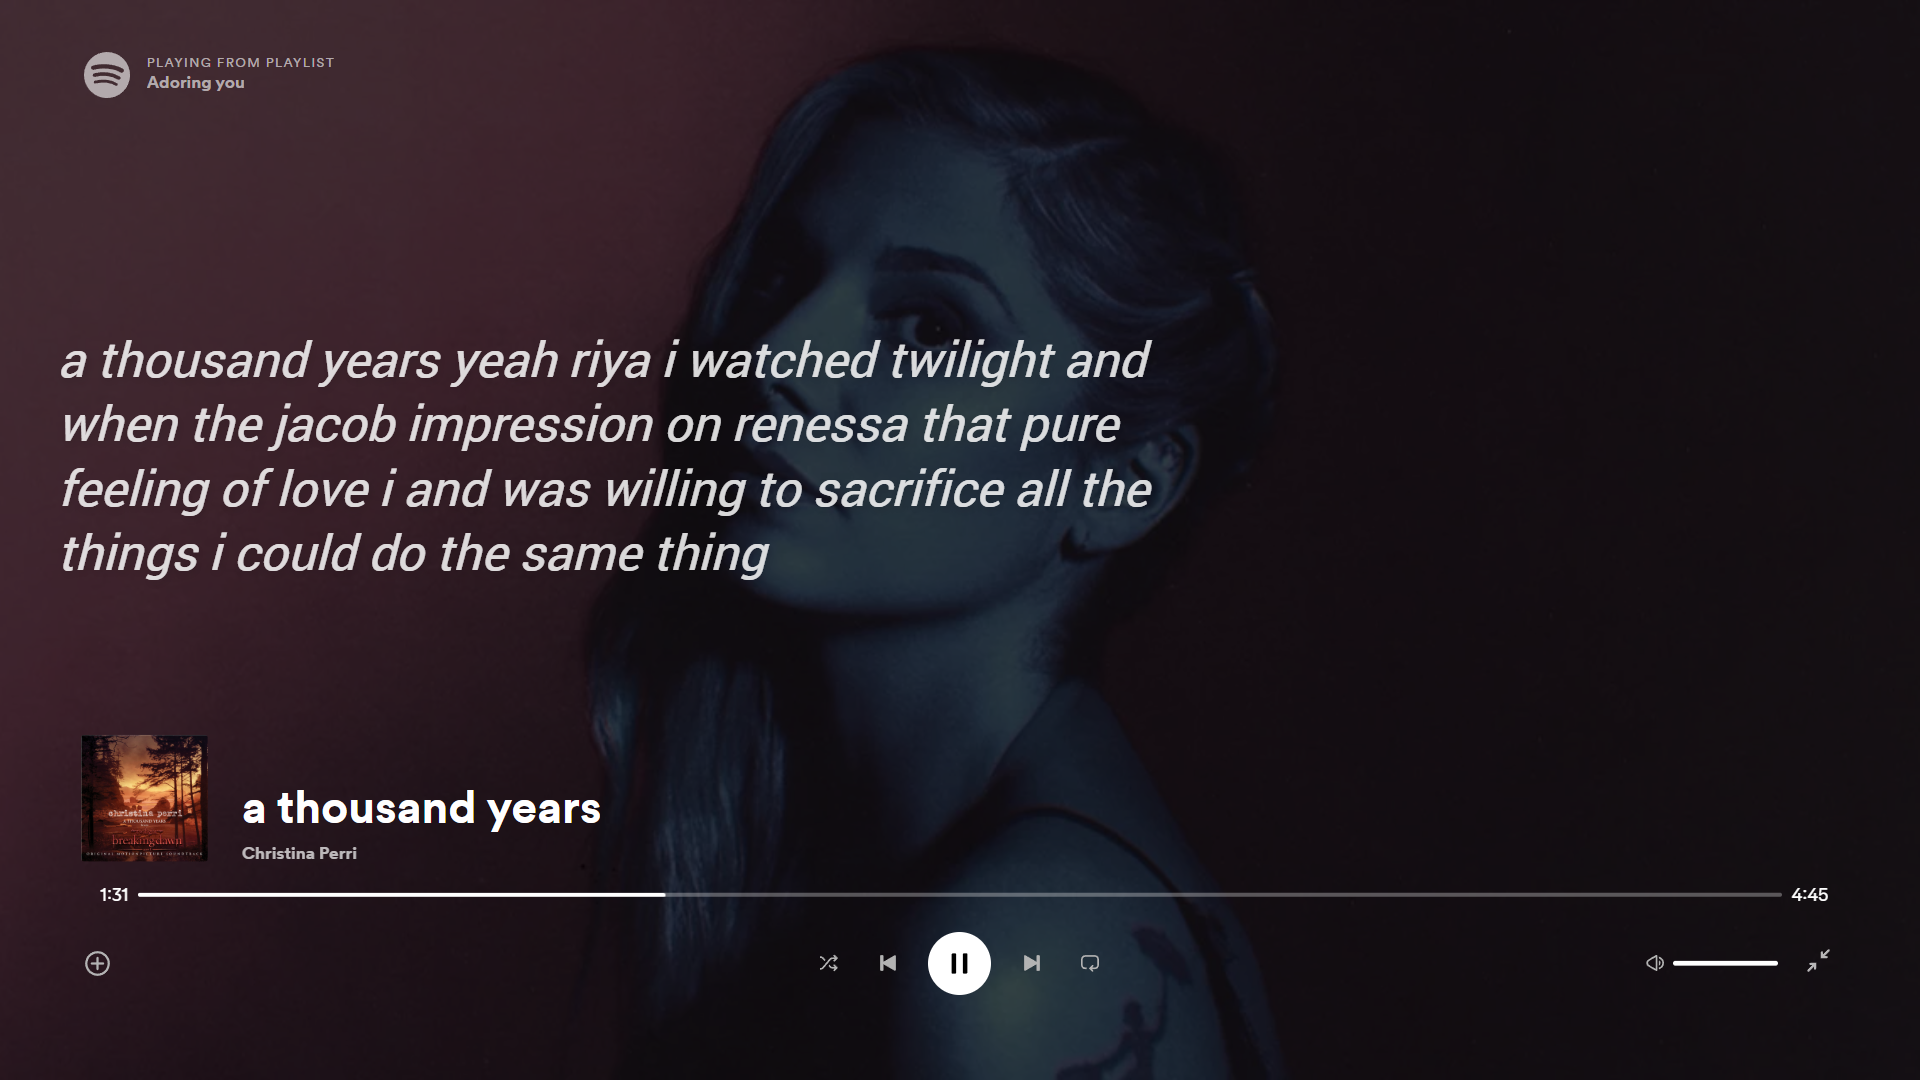 PLAYING FROM PLAYLIST
Adoring you
a thousand years yeah riya i watched twilight and
when the jacob impression on renessa that pure
feeling of love i and was willing to sacrifice all the
things i could do the same thing
christina perri
A THOUSAND YEARS
breaking dawn
ORIGINAL MOTION PICTURE SOUNDTRACK
a thousand years
Christina Perri
1:31
4:45